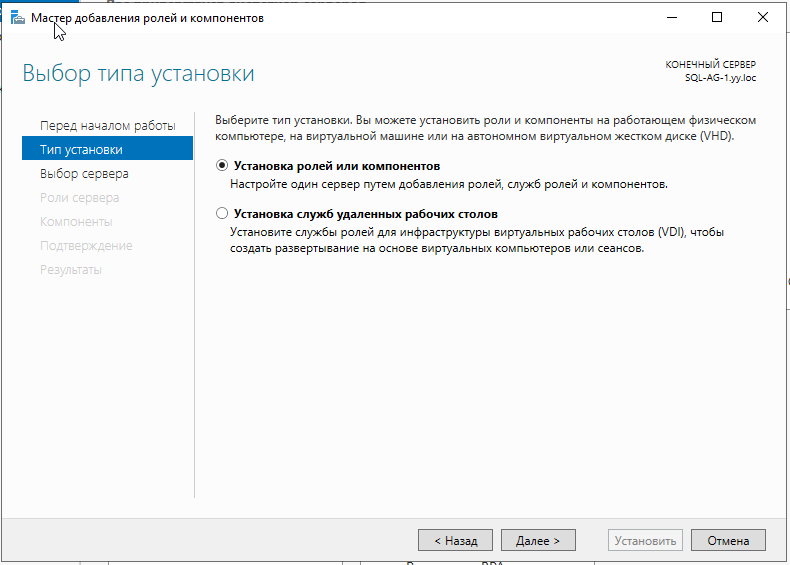 Мастер добавления ролей и компонентов
Выбор типа установки
КОНЕЧНЫЙ СЕРВЕР
SQL-AG-1.yy.loc
Перед началом работы
Тип установки
Выбор сервера
Роли сервера
Компоненты
Подтверждение
Результаты
Выберите тип установки. Вы можете установить роли и компоненты на работающем физическом
компьютере, на виртуальной машине или на автономном виртуальном жестком диске (VHD).
Установка ролей или компонентов
Настройте один сервер путем добавления ролей, служб ролей и компонентов.
Установка служб удаленных рабочих столов
Установите службы ролей для инфраструктуры виртуальных рабочих столов (VDI), чтобы
создать развертывание на основе виртуальных компьютеров или сеансов.
< Назад
Далее >
Установить
Отмена